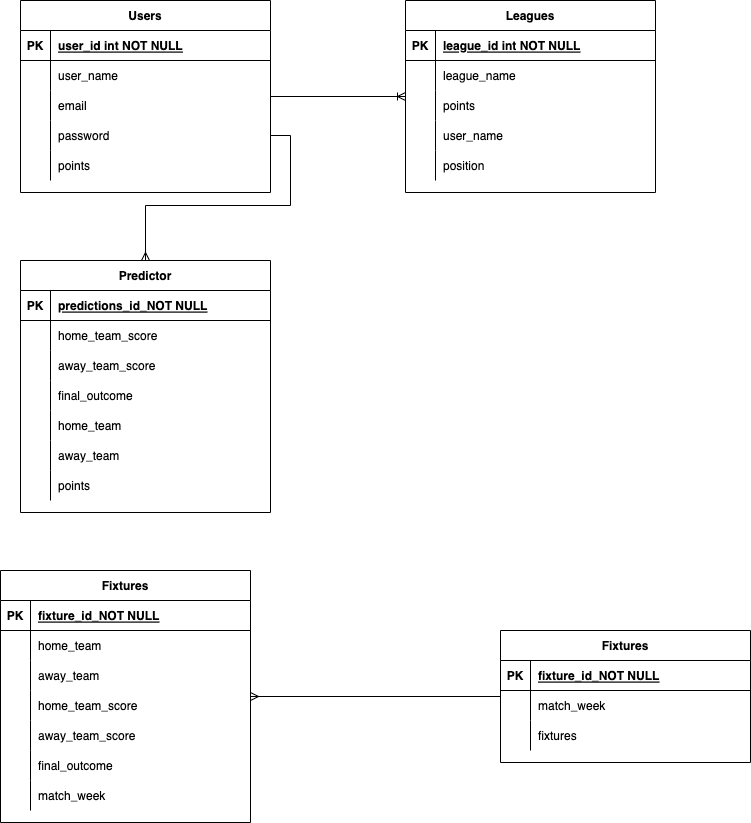 Users
PK user_id int NOT NULL
user_name
email
password
points
Leagues
PK league_id int NOT NULL
league_name
points
user_name
position
Predictor
PK predictions_id_NOT NULL
home_team_score
away_team_score
final_outcome
home_team
away_team
points
Fixtures
PK fixture_id_NOT NULL
home_team
away_team
home_team_score
away_team_score
final_outcome
match_week
Fixtures
PK fixture_id_NOT NULL
match_week
fixtures